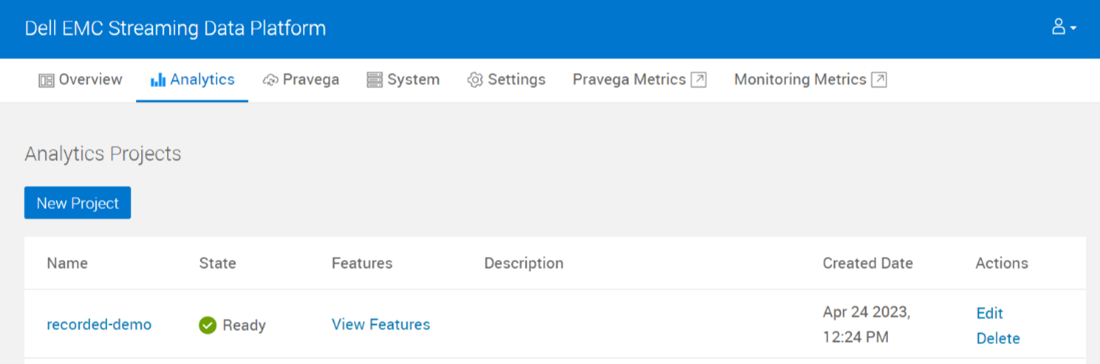 Dell EMC Streaming Data Platform
Overview Analytics Pravega System Settings Pravega Metrics Monitoring Metrics
Analytics Projects
New Project
Name State Features Description Created Date Actions
recorded-demo Ready View Features Apr 24 2023, Edit
12:24 PM Delete